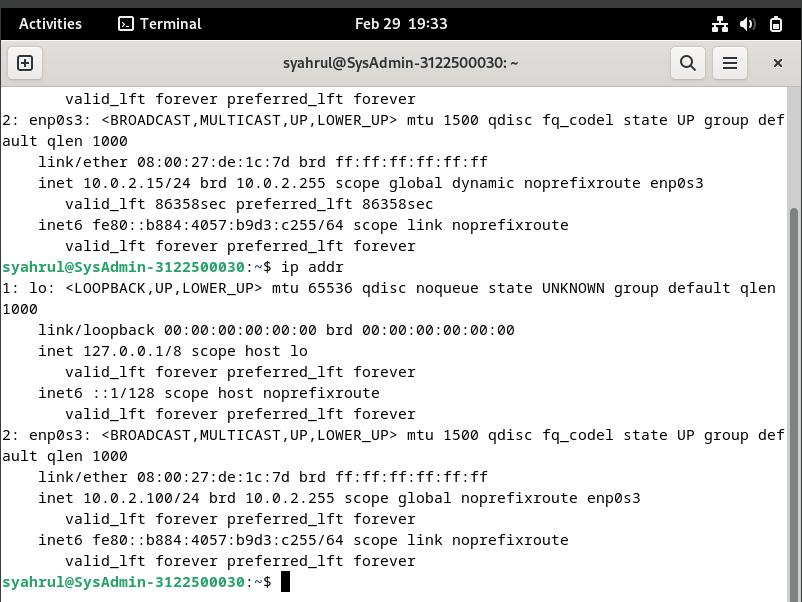 Activities Terminal Feb 29 19:33
syahrul@SysAdmin-3122500030: ~
valid_lft forever preferred_lft forever
2: enp0s3: <BROADCAST,MULTICAST,UP,LOWER_UP> mtu 1500 qdisc fq_codel state UP group def
ault qlen 1000
link/ether 08:00:27:de:1c:7d brd ff:ff:ff:ff:ff:ff
inet 10.0.2.15/24 brd 10.0.2.255 scope global dynamic noprefixroute enp0s3
valid_lft 86358sec preferred_lft 86358sec
inet6 fe80::b884:4057:b9d3:c255/64 scope link noprefixroute
valid_lft forever preferred_lft forever
syahrul@SysAdmin-3122500030:~$ ip addr
1: lo: <LOOPBACK,UP,LOWER_UP> mtu 65536 qdisc noqueue state UNKNOWN group default qlen
1000
link/loopback 00:00:00:00:00:00 brd 00:00:00:00:00:00
inet 127.0.0.1/8 scope host lo
valid_lft forever preferred_lft forever
inet6 ::1/128 scope host noprefixroute
valid_lft forever preferred_lft forever
2: enp0s3: <BROADCAST,MULTICAST,UP,LOWER_UP> mtu 1500 qdisc fq_codel state UP group def
ault qlen 1000
link/ether 08:00:27:de:1c:7d brd ff:ff:ff:ff:ff:ff
inet 10.0.2.100/24 brd 10.0.2.255 scope global noprefixroute enp0s3
valid_lft forever preferred_lft forever
inet6 fe80::b884:4057:b9d3:c255/64 scope link noprefixroute
valid_lft forever preferred_lft forever
syahrul@SysAdmin-3122500030:~$